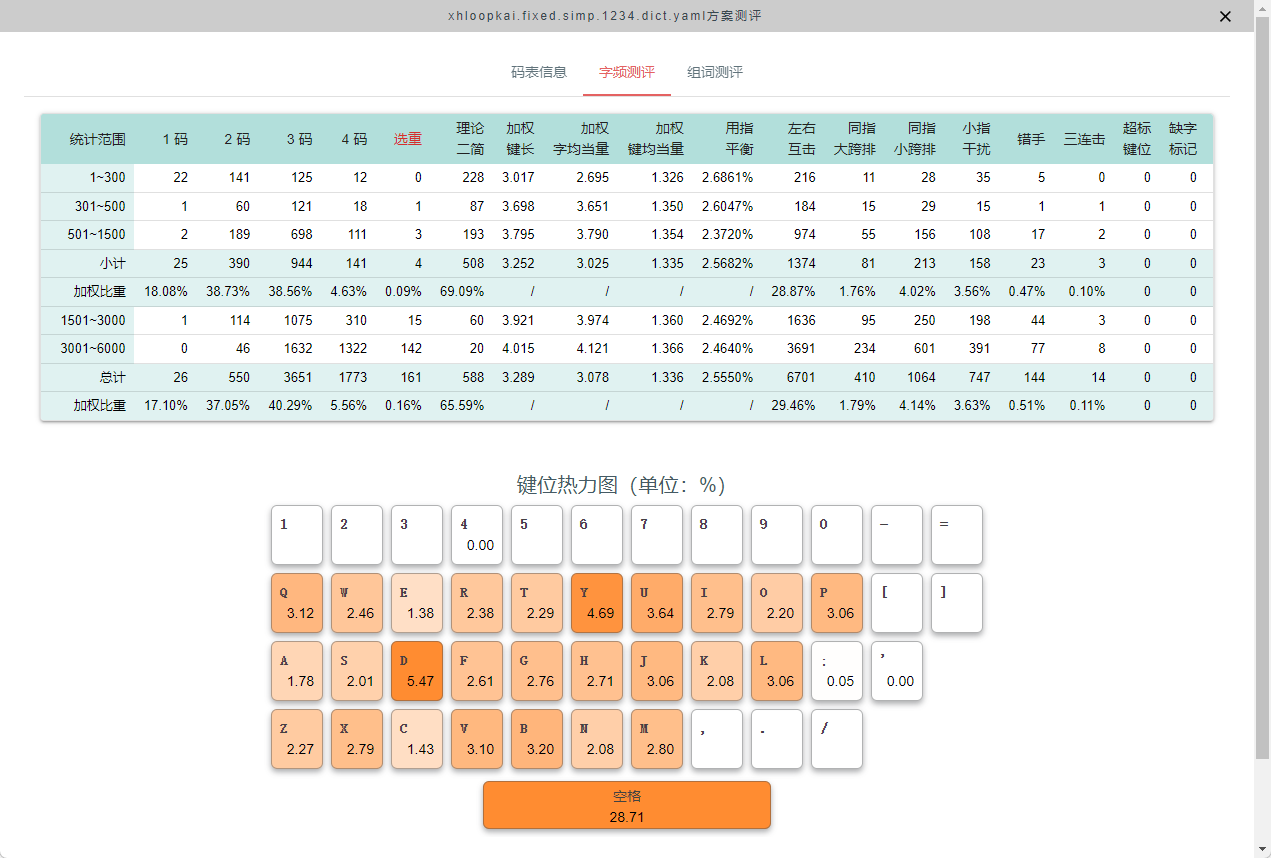 xhloopkai.fixed.simp.1234.dict.yaml方案测评
码表信息 字频测评 组词测评
统计范围 1 码 2 码 3 码 4 码 选重 理论二简 加权键长 加权字均当量 加权键均当量 用指平衡 左右互击 同指大跨排 同指小跨排 小指干扰 错手 三连击 超标键位 缺字标记
1~300 22 141 125 12 0 228 3.017 2.695 1.326 2.6861% 216 11 28 35 5 0 0 0
301~500 1 60 121 18 1 87 3.698 3.651 1.350 2.6047% 184 15 29 15 1 1 0 0
501~1500 2 189 698 111 3 193 3.795 3.790 1.354 2.3720% 974 55 156 108 17 2 0 0
小计 25 390 944 141 4 508 3.252 3.025 1.335 2.5682% 1374 81 213 158 23 3 0 0
加权比重 18.08% 38.73% 38.56% 4.63% 0.09% 69.09% / / / / 28.87% 1.76% 4.02% 3.56% 0.47% 0.10% 0 0
1501~3000 1 114 1075 310 15 60 3.921 3.974 1.360 2.4692% 1636 95 250 198 44 3 0 0
3001~6000 0 46 1632 1322 142 20 4.015 4.121 1.366 2.4640% 3691 234 601 391 77 8 0 0
总计 26 550 3651 1773 161 588 3.289 3.078 1.336 2.5550% 6701 410 1064 747 144 14 0 0
加权比重 17.10% 37.05% 40.29% 5.56% 0.16% 65.59% / / / / 29.46% 1.79% 4.14% 3.63% 0.51% 0.11% 0 0
键位热力图（单位：%）
1 2 3 4 5 6 7 8 9 0 - =
0.00
Q W E R T Y U I O P [ ]
3.12 2.46 1.38 2.38 2.29 4.69 3.64 2.79 2.20 3.06
A S D F G H J K L : '
1.78 2.01 5.47 2.61 2.76 2.71 3.06 2.08 3.06 0.05 0.00
Z X C V B N M , . /
2.27 2.79 1.43 3.10 3.20 2.08 2.80
空格
28.71